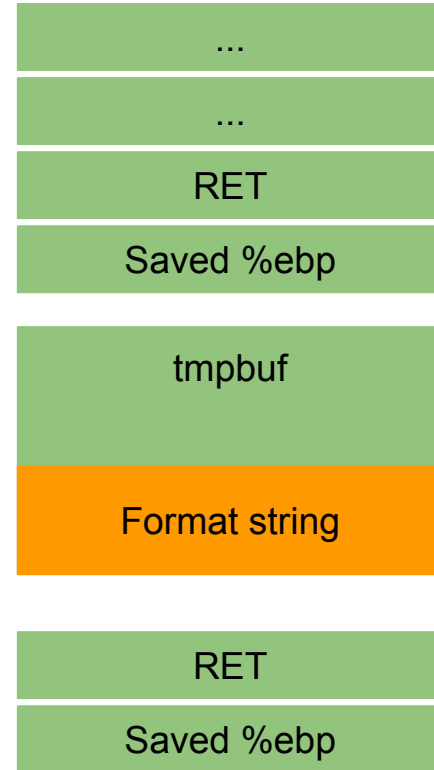 ...
...
RET
Saved %ebp
tmpbuf
Format string
RET
Saved %ebp